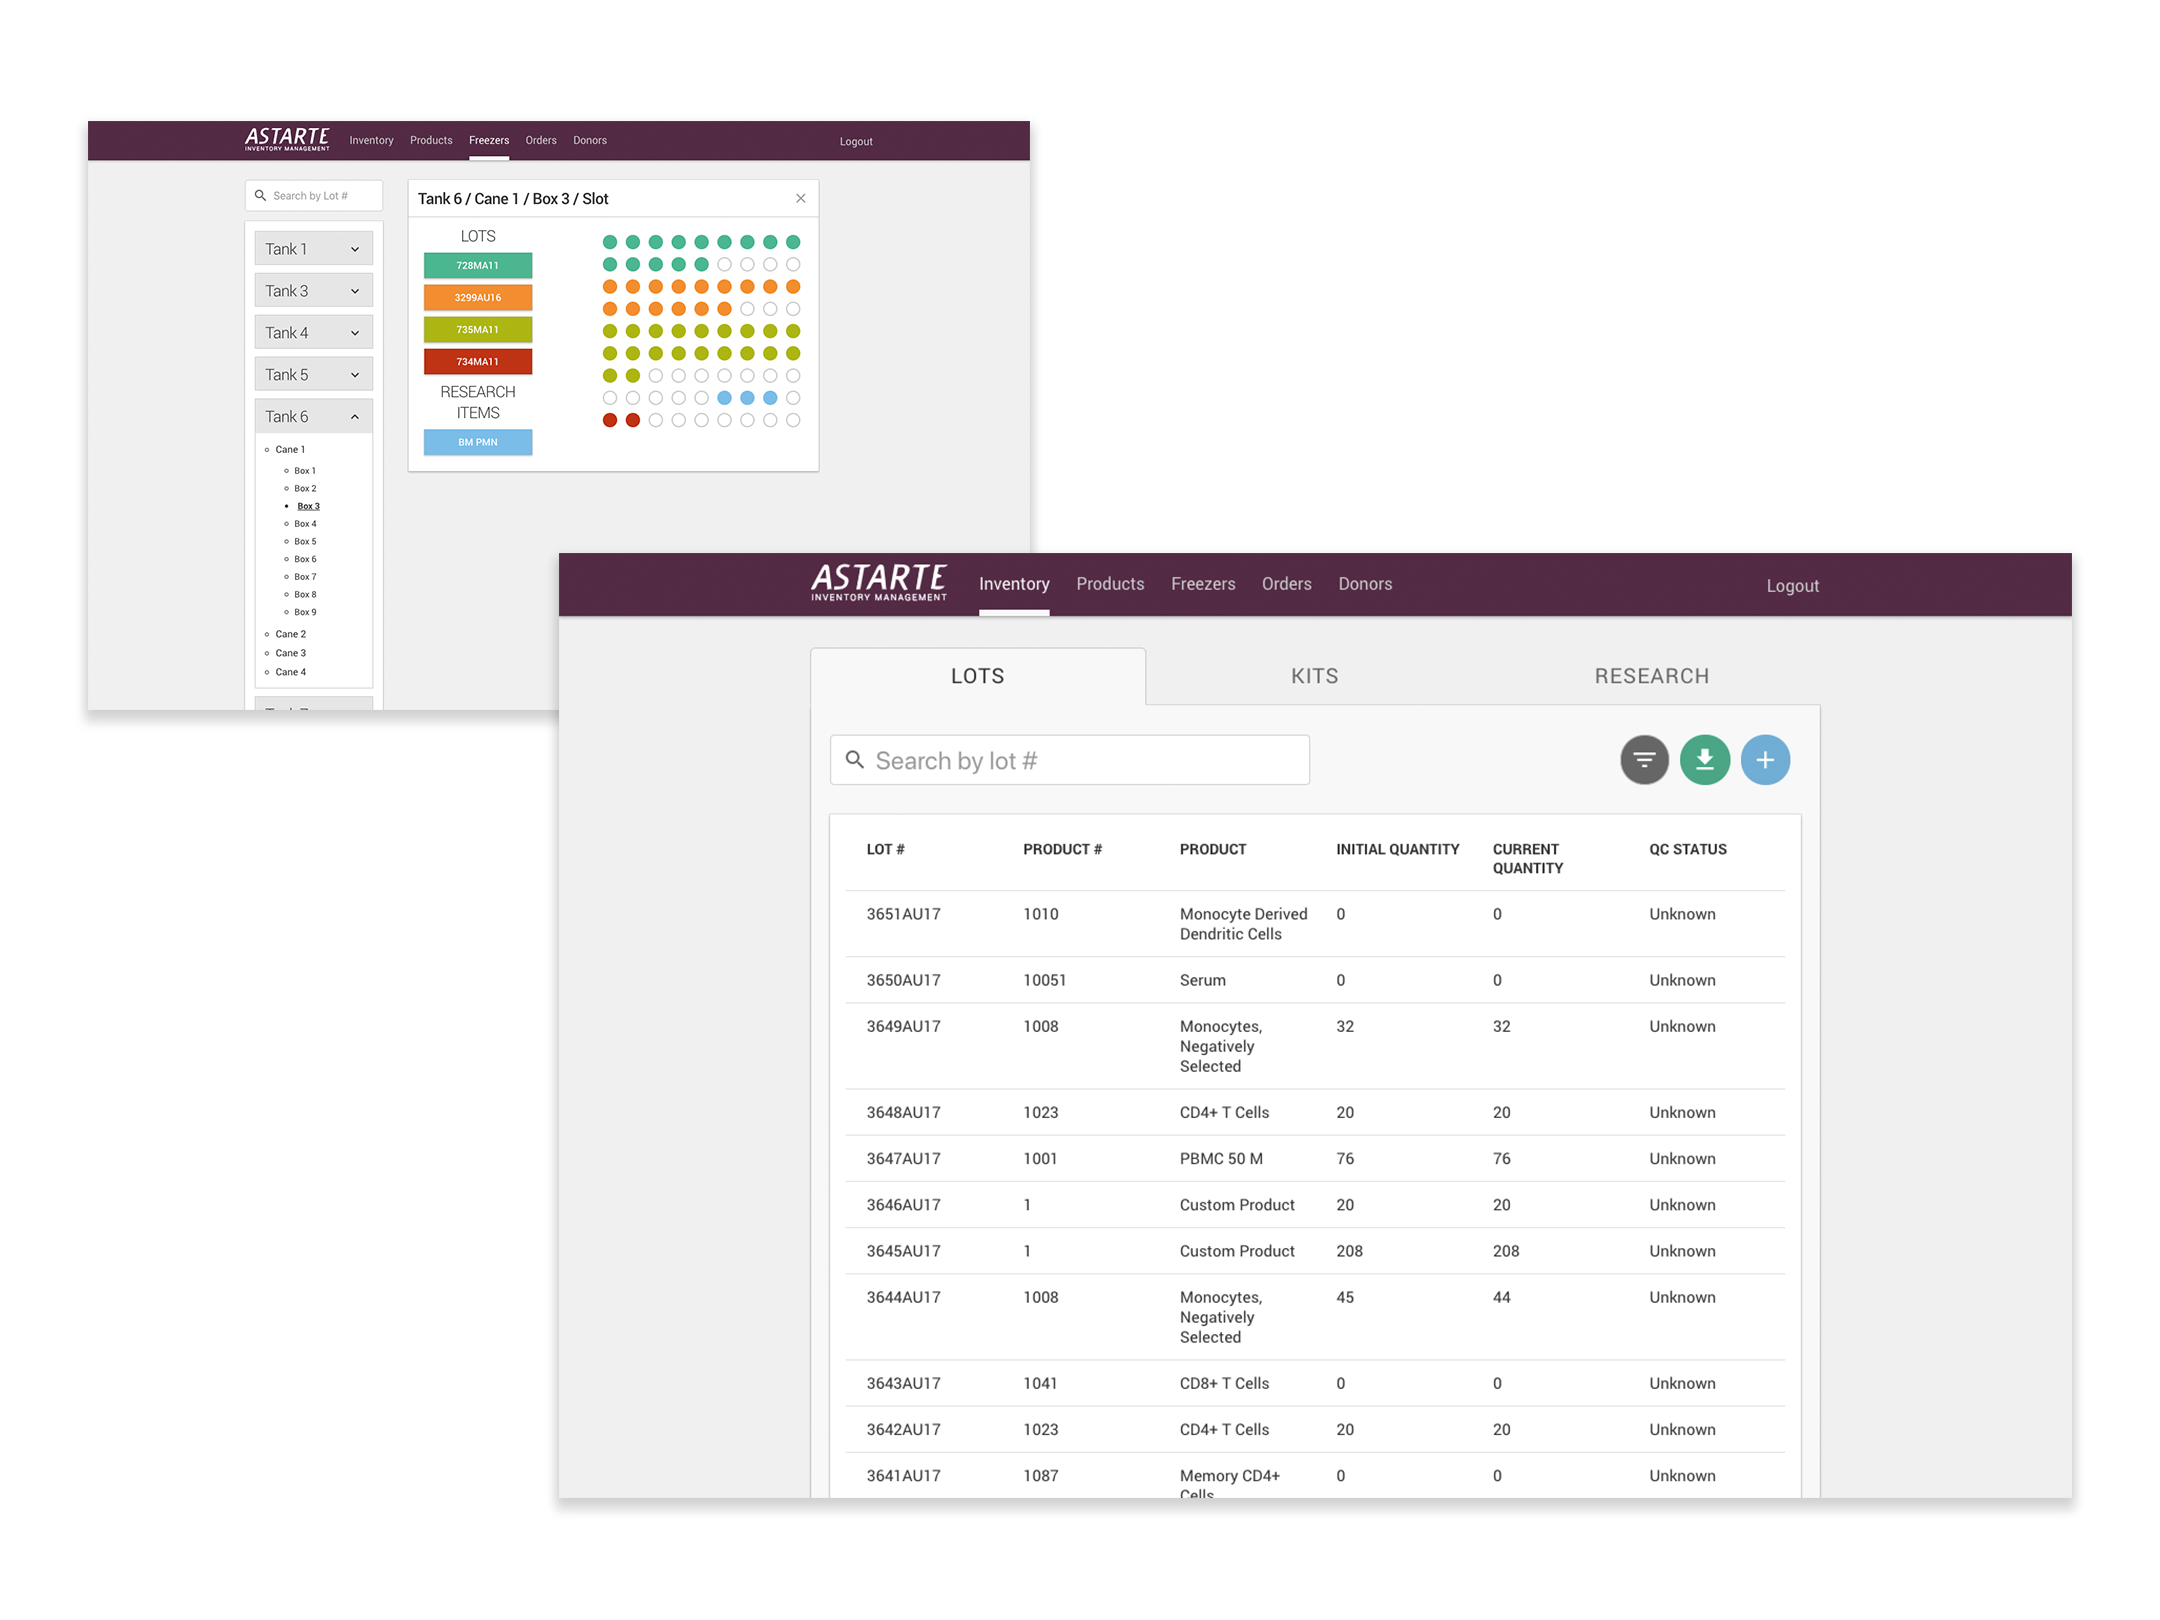 ASTARTE
INVENTORY MANAGEMENT
Inventory Products Freezers Orders Donors Logout
Search by Lot #
Tank 1
Tank 3
Tank 4
Tank 5
Tank 6
Cane 1
Box 1
Box 2
Box 3
Box 4
Box 5
Box 6
Box 7
Box 8
Box 9
Cane 2
Cane 3
Cane 4
Tank 6 / Cane 1 / Box 3 / Slot
LOTS
728MA11
3299AU16
735MA11
734MA11
RESEARCH
ITEMS
BM PMN
ASTARTE
INVENTORY MANAGEMENT
Inventory Products Freezers Orders Donors Logout
LOTS KITS RESEARCH
Search by lot #
LOT # PRODUCT # PRODUCT INITIAL QUANTITY CURRENT QC STATUS
QUANTITY
3651AU17 1010 Monocyte Derived 0 0 Unknown
Dendritic Cells
3650AU17 10051 Serum 0 0 Unknown
3649AU17 1008 Monocytes, 32 32 Unknown
Negatively
Selected
3648AU17 1023 CD4+ T Cells 20 20 Unknown
3647AU17 1001 PBMC 50 M 76 76 Unknown
3646AU17 1 Custom Product 20 20 Unknown
3645AU17 1 Custom Product 208 208 Unknown
3644AU17 1008 Monocytes, 45 44 Unknown
Negatively
Selected
3643AU17 1041 CD8+ T Cells 0 0 Unknown
3642AU17 1023 CD4+ T Cells 20 20 Unknown
3641AU17 1087 Memory CD4+ 0 0 Unknown
Cells